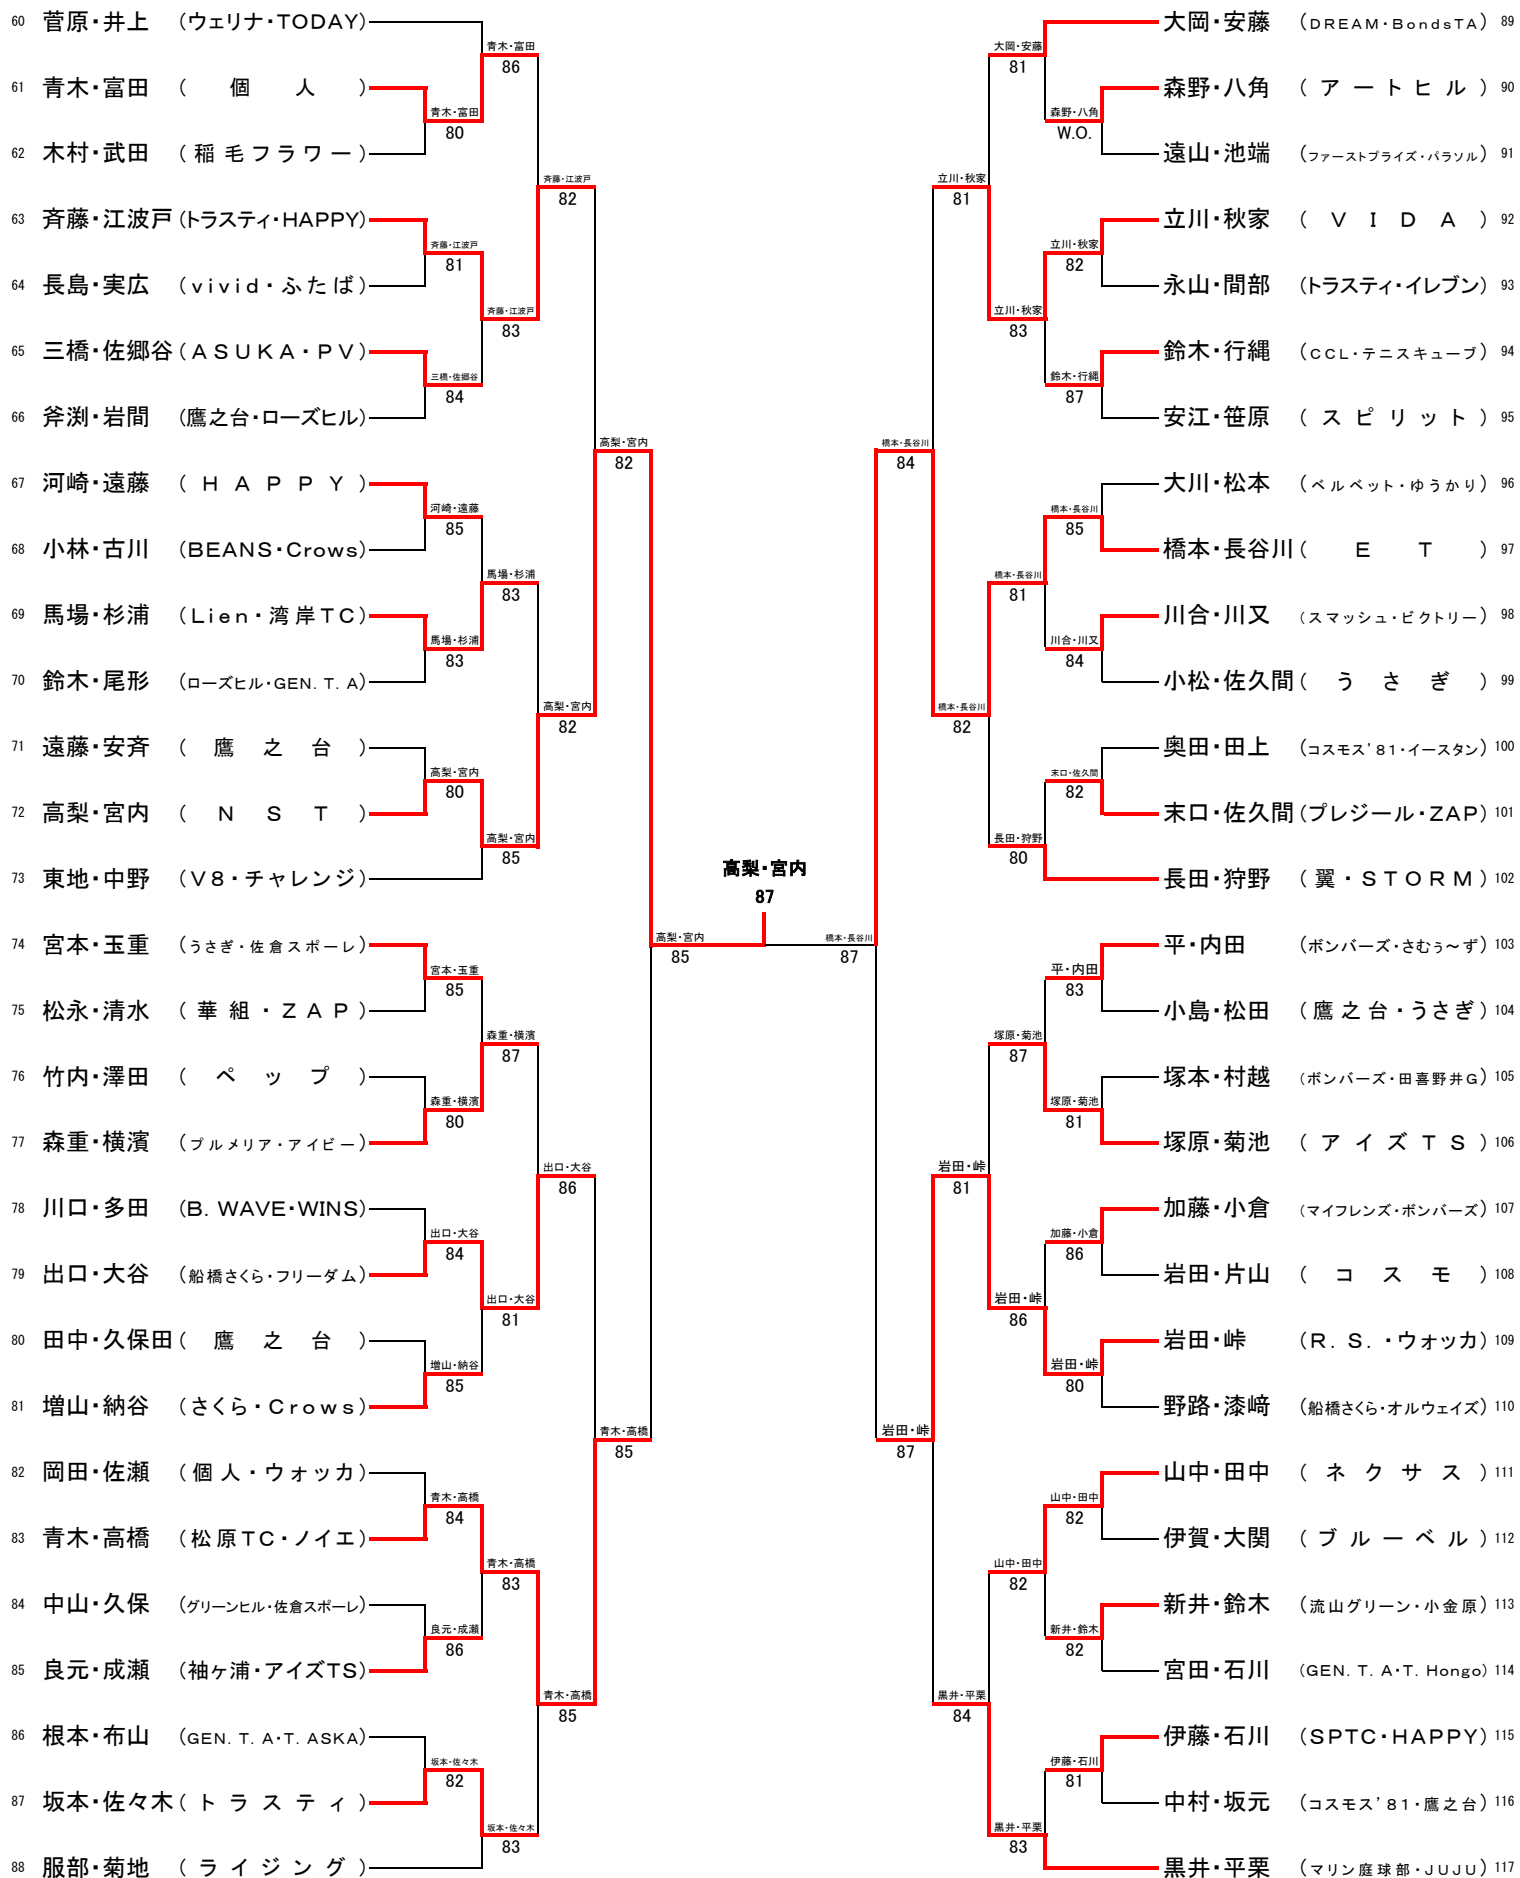 60 菅原・井上 (ウェリナ・TODAY)
61 青木・富田 (個人)
62 木村・武田 (稲毛フラワー)
63 斉藤・江波戸 (トラスティ・HAPPY)
64 長島・実広 (vivid・ふたば)
65 三橋・佐郷谷 (ASUKA・PV)
66 斧渕・岩間 (鷹之台・ローズヒル)
67 河崎・遠藤 (HAPPY)
68 小林・古川 (BEANS・Crows)
69 馬場・杉浦 (Lien・湾岸TC)
70 鈴木・尾形 (ローズヒル・GEN. T. A)
71 遠藤・安斉 (鷹之台)
72 高梨・宮内 (NST)
73 東地・中野 (V8・チャレンジ)
74 宮本・玉重 (うさぎ・佐倉スポーレ)
75 松永・清水 (華組・ZAP)
76 竹内・澤田 (ペップ)
77 森重・横濱 (プルメリア・アイビー)
78 川口・多田 (B. WAVE・WINS)
79 出口・大谷 (船橋さくら・フリーダム)
80 田中・久保田 (鷹之台)
81 増山・納谷 (さくら・Crows)
82 岡田・佐瀬 (個人・ウォッカ)
83 青木・高橋 (松原TC・ノイエ)
84 中山・久保 (グリーンヒル・佐倉スポーレ)
85 良元・成瀬 (袖ヶ浦・アイズTS)
86 根本・布山 (GEN. T. A・T. ASKA)
87 坂本・佐々木 (トラスティ)
88 服部・菊地 (ライジング)
青木・富田
80
斉藤・江波戸
81
三橋・佐郷谷
84
河崎・遠藤
85
馬場・杉浦
83
高梨・宮内
80
宮本・玉重
85
森重・横濱
80
出口・大谷
84
増山・納谷
85
青木・高橋
84
良元・成瀬
86
坂本・佐々木
82
青木・富田
86
斉藤・江波戸
83
馬場・杉浦
83
高梨・宮内
85
森重・横濱
87
出口・大谷
81
青木・高橋
83
坂本・佐々木
83
斉藤・江波戸
82
高梨・宮内
82
出口・大谷
86
青木・高橋
85
高梨・宮内
82
青木・高橋
85
高梨・宮内
85
高梨・宮内
87
橋本・長谷川
87
橋本・長谷川
84
岩田・峠
87
立川・秋家
81
橋本・長谷川
82
岩田・峠
81
黒井・平栗
84
大岡・安藤
81
立川・秋家
83
橋本・長谷川
81
長田・狩野
80
塚原・菊池
87
岩田・峠
86
山中・田中
82
黒井・平栗
83
森野・八角
W.O.
立川・秋家
82
鈴木・行縄
87
橋本・長谷川
85
川合・川又
84
末口・佐久間
82
平・内田
83
塚原・菊池
81
加藤・小倉
86
岩田・峠
80
山中・田中
82
新井・鈴木
82
伊藤・石川
81
大岡・安藤 (DREAM・BondsTA) 89
森野・八角 (アートヒル) 90
遠山・池端 (ファーストプライズ・パラソル) 91
立川・秋家 (VIDA) 92
永山・間部 (トラスティ・イレブン) 93
鈴木・行縄 (CCL・テニスキューブ) 94
安江・笹原 (スピリット) 95
大川・松本 (ベルベット・ゆうかり) 96
橋本・長谷川 (ET) 97
川合・川又 (スマッシュ・ビクトリー) 98
小松・佐久間 (うさぎ) 99
奥田・田上 (コスモス’81・イースタン) 100
末口・佐久間 (プレジール・ZAP) 101
長田・狩野 (翼・STORM) 102
平・内田 (ボンバーズ・さむぅ～ず) 103
小島・松田 (鷹之台・うさぎ) 104
塚本・村越 (ボンバーズ・田喜野井G) 105
塚原・菊池 (アイズTS) 106
加藤・小倉 (マイフレンズ・ボンバーズ) 107
岩田・片山 (コスモ) 108
岩田・峠 (R. S. ・ウォッカ) 109
野路・漆﨑 (船橋さくら・オルウェイズ) 110
山中・田中 (ネクサス) 111
伊賀・大関 (ブルーベル) 112
新井・鈴木 (流山グリーン・小金原) 113
宮田・石川 (GEN. T. A・T. Hongo) 114
伊藤・石川 (SPTC・HAPPY) 115
中村・坂元 (コスモス’81・鷹之台) 116
黒井・平栗 (マリン庭球部・JUJU) 117